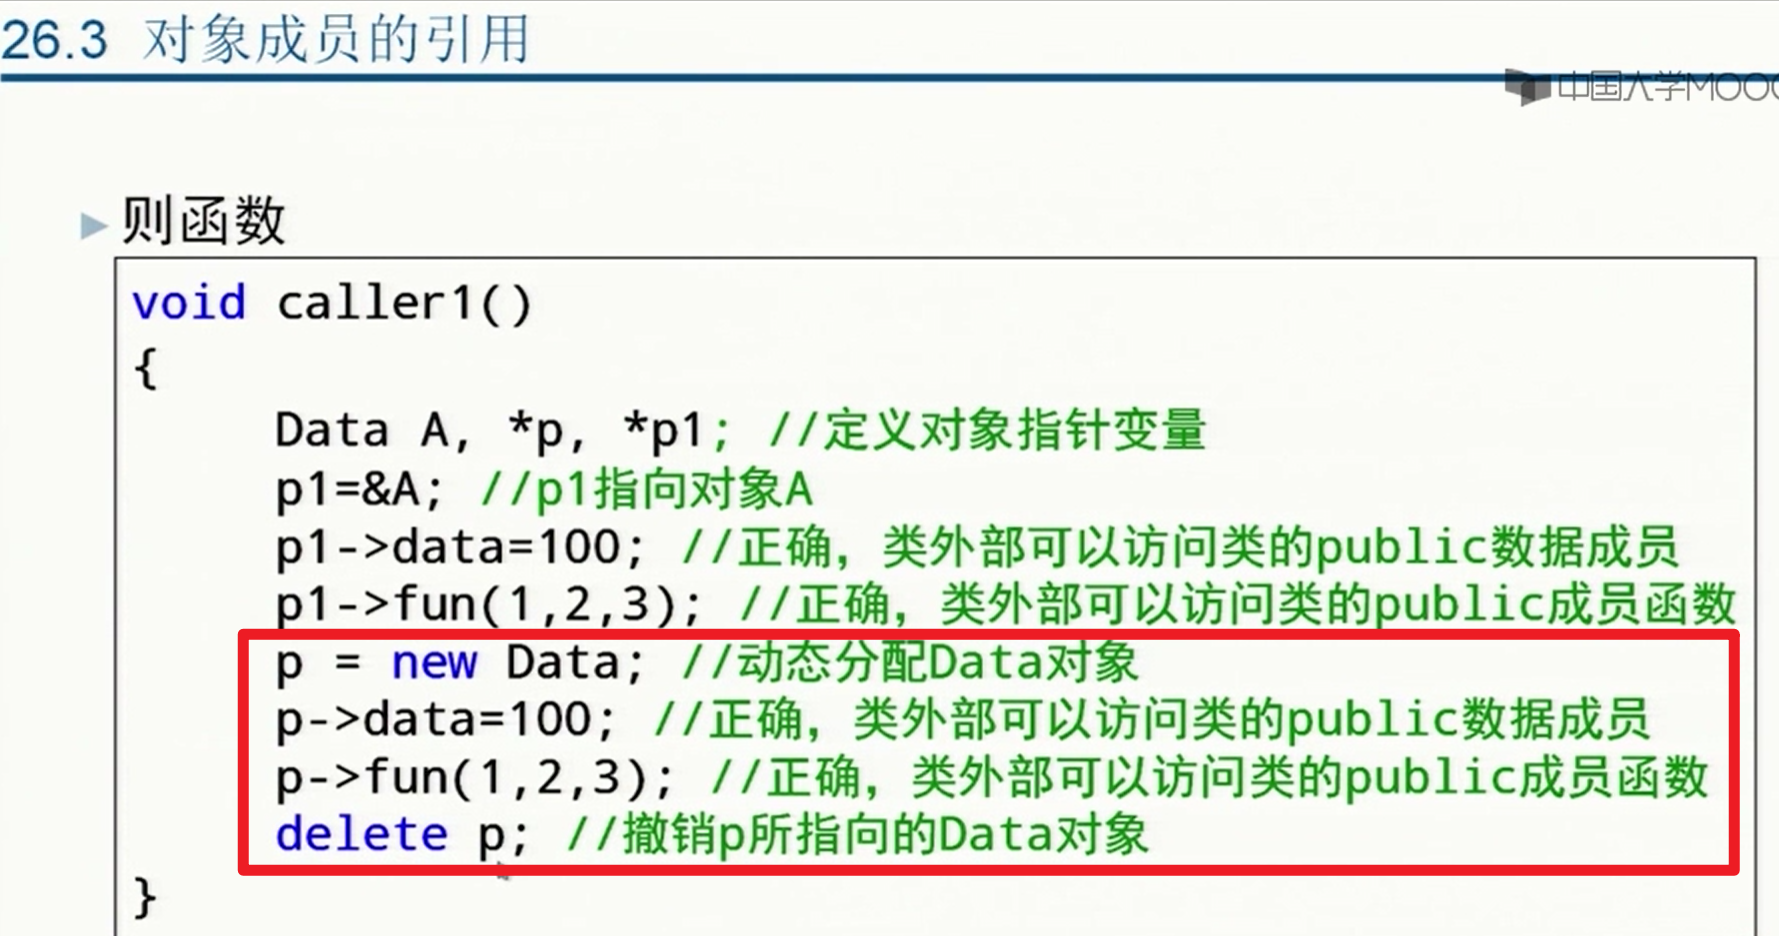 26.3 对象成员的引用
中国大学MOOC
则函数
void caller1()
{
Data A, *p, *p1; //定义对象指针变量
p1=&A; //p1指向对象A
p1->data=100; //正确，类外部可以访问类的public数据成员
p1->fun(1,2,3); //正确，类外部可以访问类的public成员函数
p = new Data; //动态分配Data对象
p->data=100; //正确，类外部可以访问类的public数据成员
p->fun(1,2,3); //正确，类外部可以访问类的public成员函数
delete p; //撤销p所指向的Data对象
}